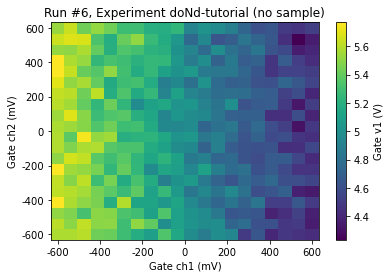 Run #6, Experiment doNd-tutorial (no sample)
Gate ch2 (mV)
600
400
200
0
-200
-400
-600
-600 -400 -200 0 200 400 600
Gate ch1 (mV)
5.6
5.4
5.2
5
4.8
4.6
4.4
Gate v1 (V)